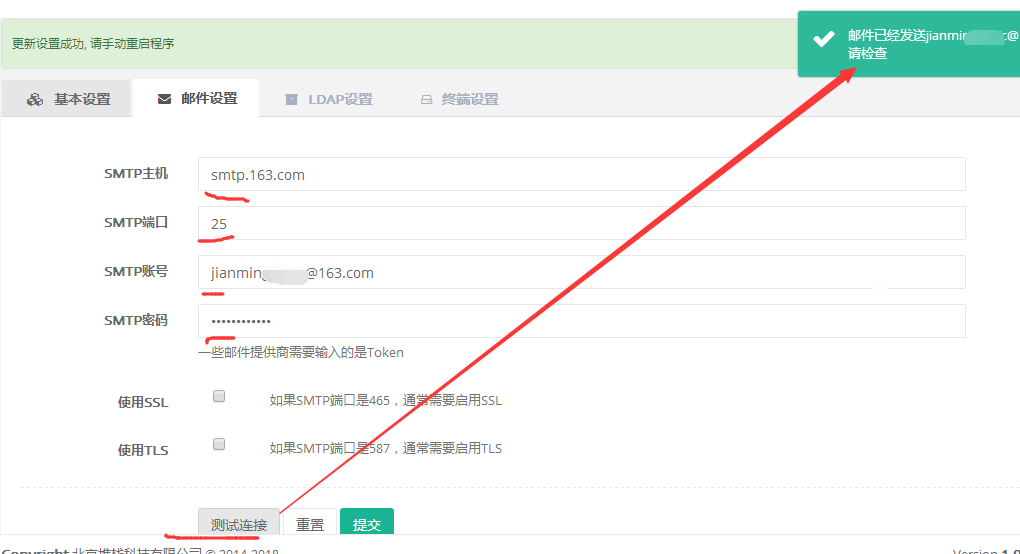 更新设置成功, 请手动重启程序
邮件已经发送jianmin
请检查
基本设置 邮件设置 LDAP设置 终端设置
SMTP主机 smtp.163.com
SMTP端口 25
SMTP账号 jianming @163.com
SMTP密码 ••••••••••••
一些邮件提供商需要输入的是Token
使用SSL 如果SMTP端口是465，通常需要启用SSL
使用TLS 如果SMTP端口是587，通常需要启用TLS
测试连接 重置 提交
Copyright 北京堆栈科技有限公司 © 2014-2018
Version